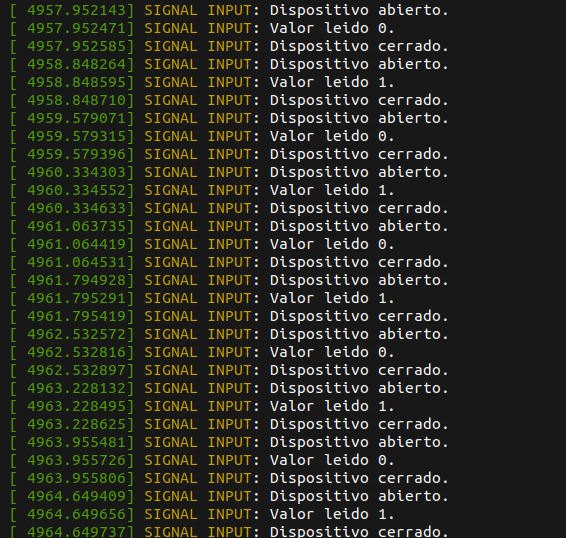 [ 4957.952143] SIGNAL INPUT: Dispositivo abierto.
[ 4957.952471] SIGNAL INPUT: Valor leido 0.
[ 4957.952585] SIGNAL INPUT: Dispositivo cerrado.
[ 4958.848264] SIGNAL INPUT: Dispositivo abierto.
[ 4958.848595] SIGNAL INPUT: Valor leido 1.
[ 4958.848710] SIGNAL INPUT: Dispositivo cerrado.
[ 4959.579071] SIGNAL INPUT: Dispositivo abierto.
[ 4959.579315] SIGNAL INPUT: Valor leido 0.
[ 4959.579396] SIGNAL INPUT: Dispositivo cerrado.
[ 4960.334303] SIGNAL INPUT: Dispositivo abierto.
[ 4960.334552] SIGNAL INPUT: Valor leido 1.
[ 4960.334633] SIGNAL INPUT: Dispositivo cerrado.
[ 4961.063735] SIGNAL INPUT: Dispositivo abierto.
[ 4961.064419] SIGNAL INPUT: Valor leido 0.
[ 4961.064531] SIGNAL INPUT: Dispositivo cerrado.
[ 4961.794928] SIGNAL INPUT: Dispositivo abierto.
[ 4961.795291] SIGNAL INPUT: Valor leido 1.
[ 4961.795419] SIGNAL INPUT: Dispositivo cerrado.
[ 4962.532572] SIGNAL INPUT: Dispositivo abierto.
[ 4962.532816] SIGNAL INPUT: Valor leido 0.
[ 4962.532897] SIGNAL INPUT: Dispositivo cerrado.
[ 4963.228132] SIGNAL INPUT: Dispositivo abierto.
[ 4963.228495] SIGNAL INPUT: Valor leido 1.
[ 4963.228625] SIGNAL INPUT: Dispositivo cerrado.
[ 4963.955481] SIGNAL INPUT: Dispositivo abierto.
[ 4963.955726] SIGNAL INPUT: Valor leido 0.
[ 4963.955806] SIGNAL INPUT: Dispositivo cerrado.
[ 4964.649409] SIGNAL INPUT: Dispositivo abierto.
[ 4964.649656] SIGNAL INPUT: Valor leido 1.
[ 4964.649737] SIGNAL INPUT: Dispositivo cerrado.